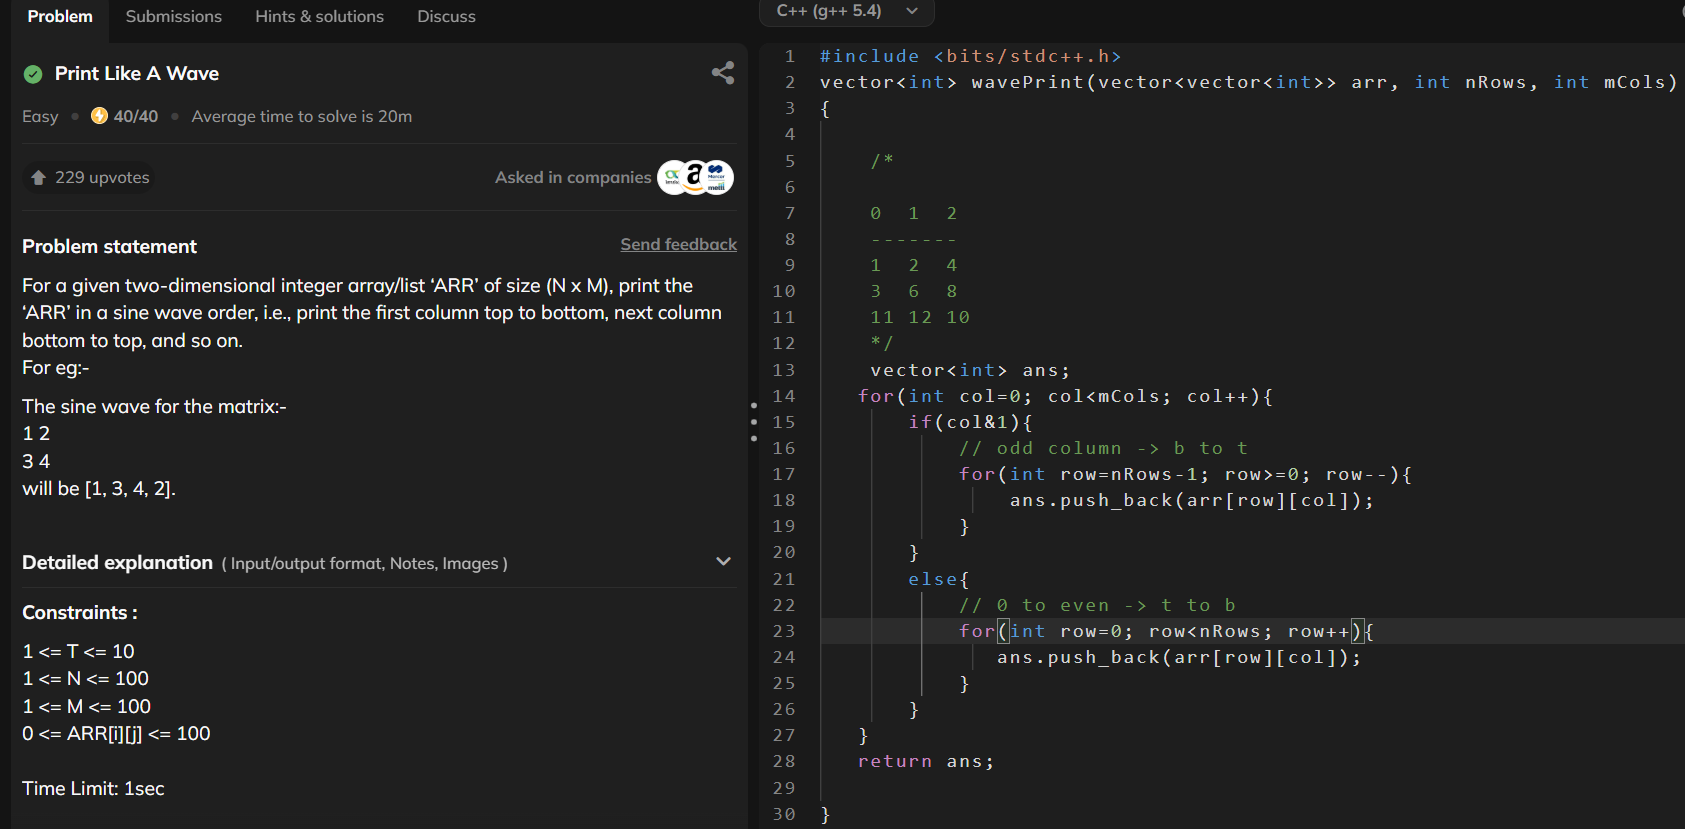 Problem
Submissions
Hints & solutions
Discuss
Print Like A Wave
Easy • 40/40 • Average time to solve is 20m
229 upvotes
Asked in companies
Problem statement
Send feedback
For a given two-dimensional integer array/list ‘ARR’ of size (N x M), print the
‘ARR’ in a sine wave order, i.e., print the first column top to bottom, next column
bottom to top, and so on.
For eg:-
The sine wave for the matrix:-
1 2
3 4
will be [1, 3, 4, 2].
Detailed explanation ( Input/output format, Notes, Images )
Constraints :
1 <= T <= 10
1 <= N <= 100
1 <= M <= 100
0 <= ARR[i][j] <= 100
Time Limit: 1sec
C++ (g++ 5.4)
1 #include <bits/stdc++.h>
2 vector<int> wavePrint(vector<vector<int>> arr, int nRows, int mCols)
3 {
4
5 /*
6
7 0 1 2
8 -------
9 1 2 4
10 3 6 8
11 11 12 10
12 */
13 vector<int> ans;
14 for(int col=0; col<mCols; col++){
15 if(col&1){
16 // odd column -> b to t
17 for(int row=nRows-1; row>=0; row--){
18 ans.push_back(arr[row][col]);
19 }
20 }
21 else{
22 // 0 to even -> t to b
23 for(int row=0; row<nRows; row++){
24 ans.push_back(arr[row][col]);
25 }
26 }
27 }
28 return ans;
29
30 }